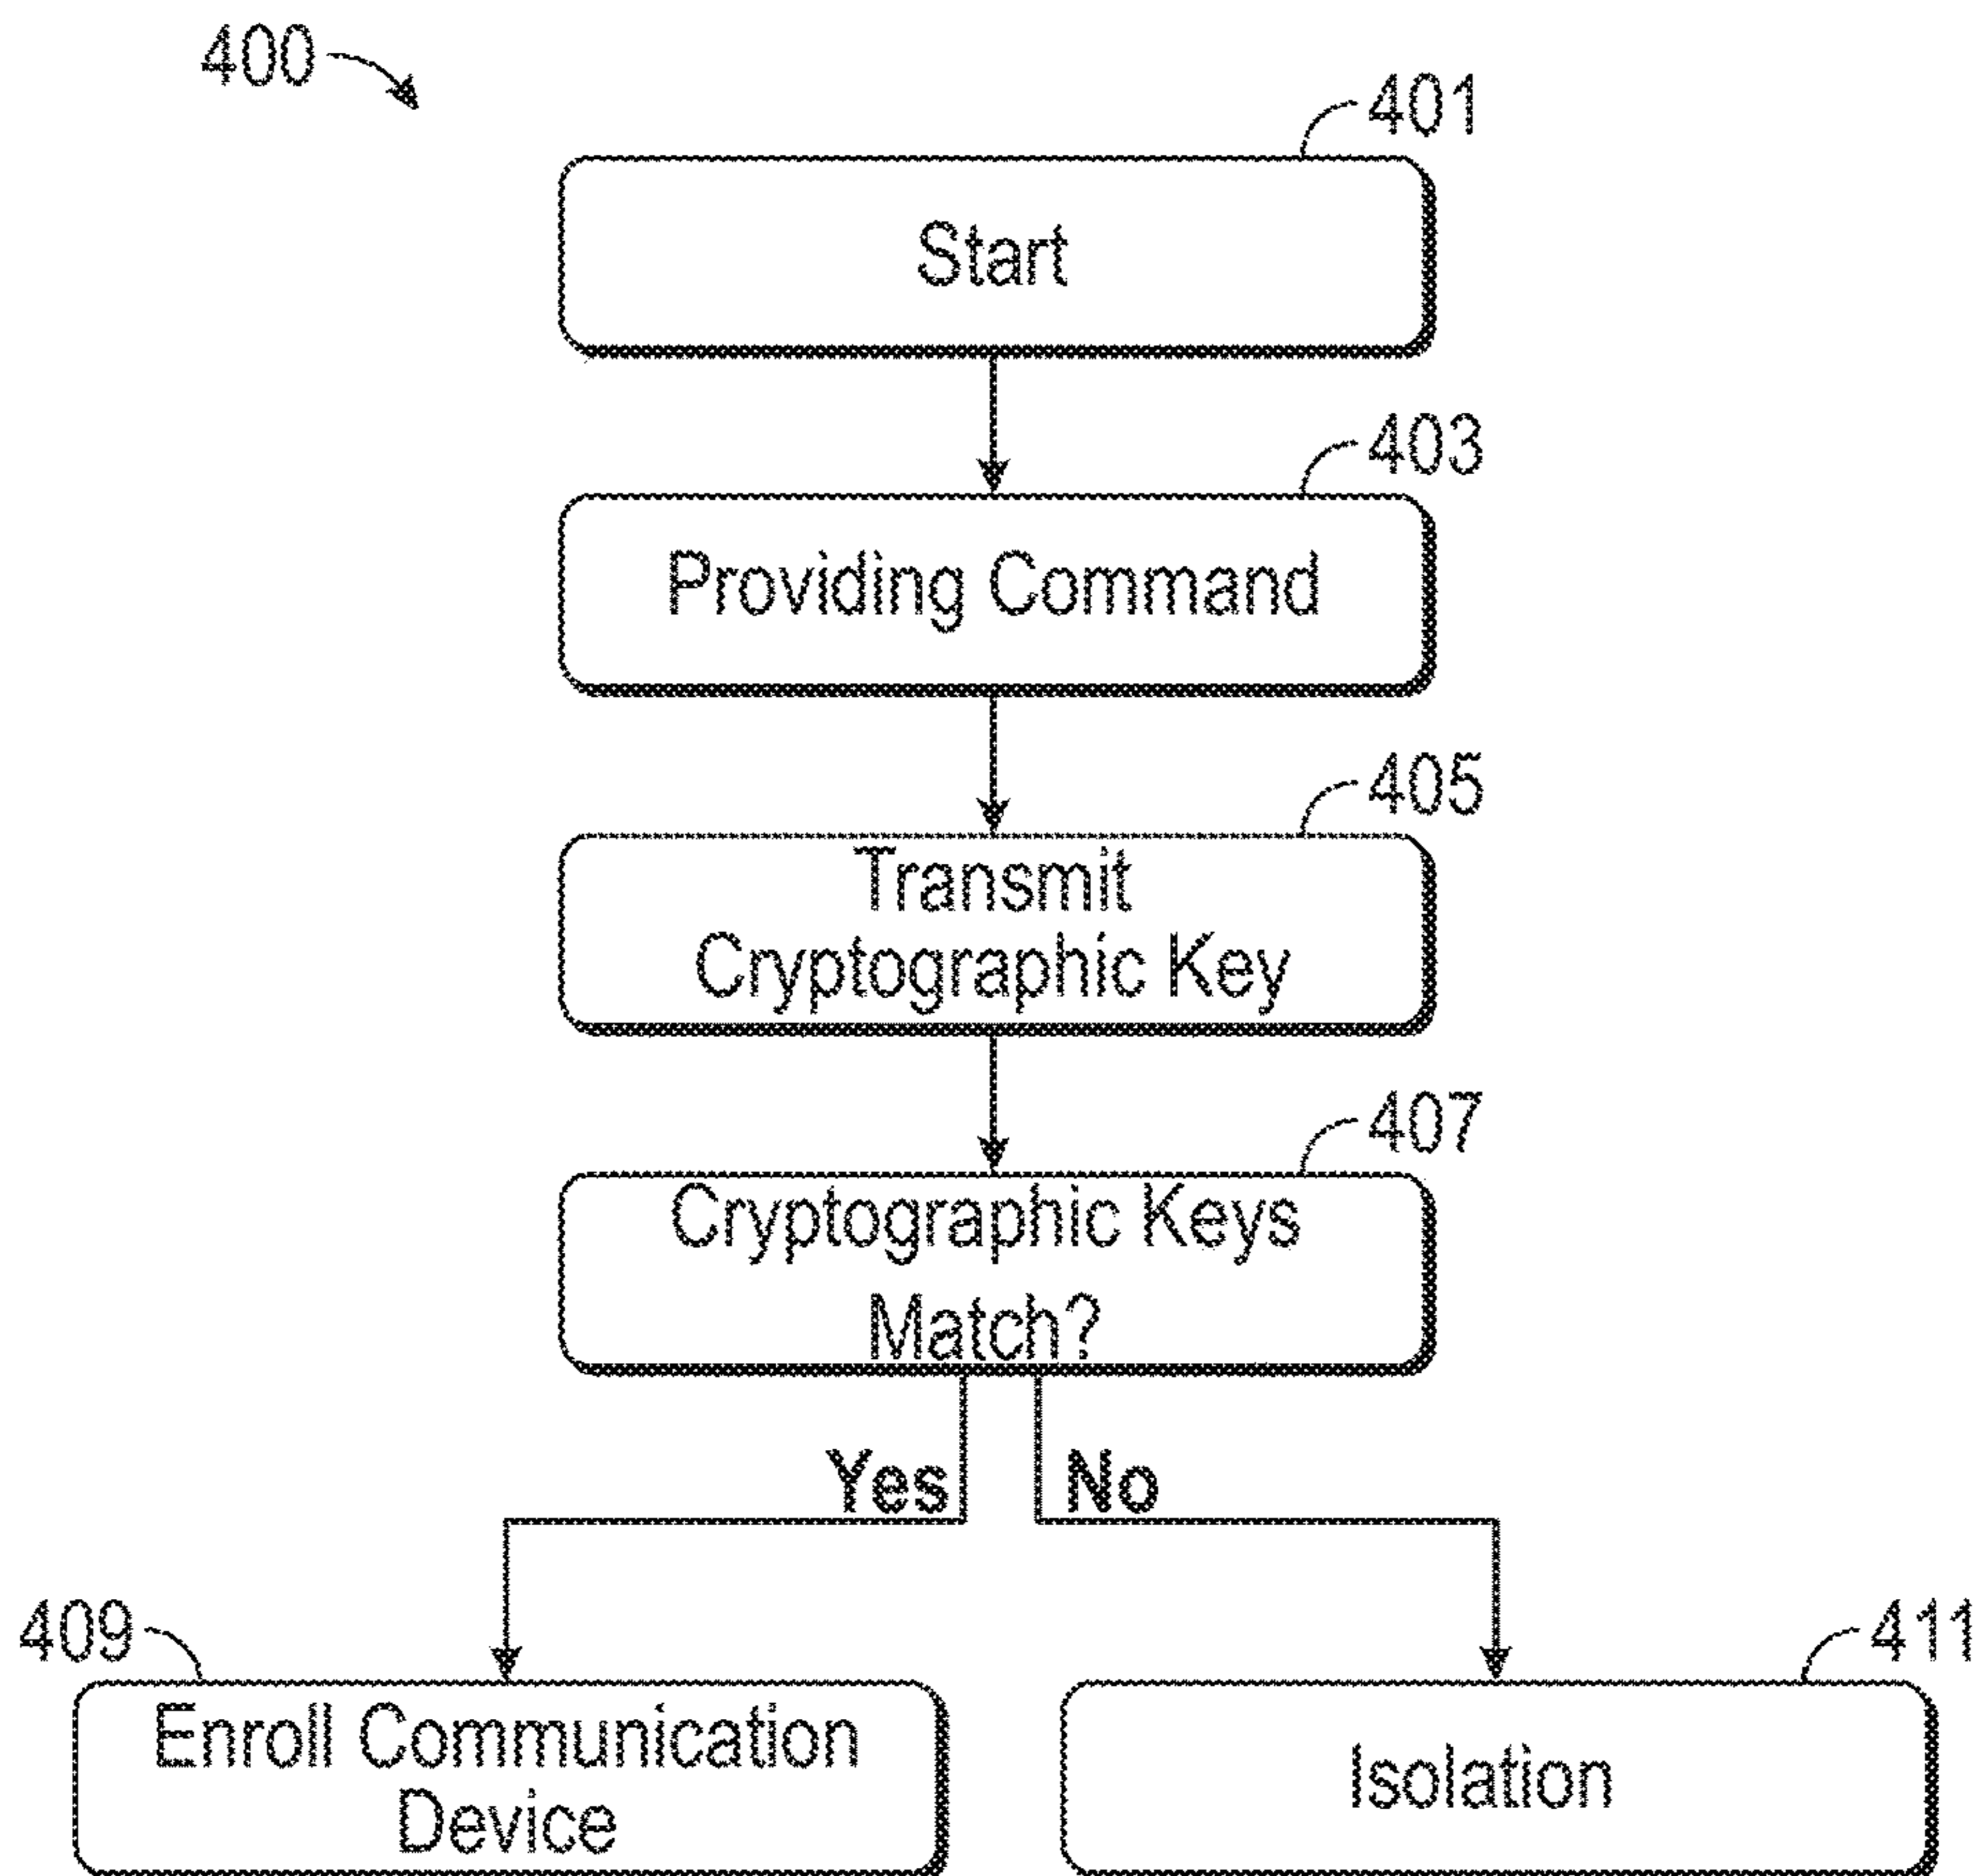 400
401
Start
403
Providing Command
405
Transmit
Cryptographic Key
407
Cryptographic Keys
Match?
Yes
No
409
Enroll Communication
Device
411
Isolation